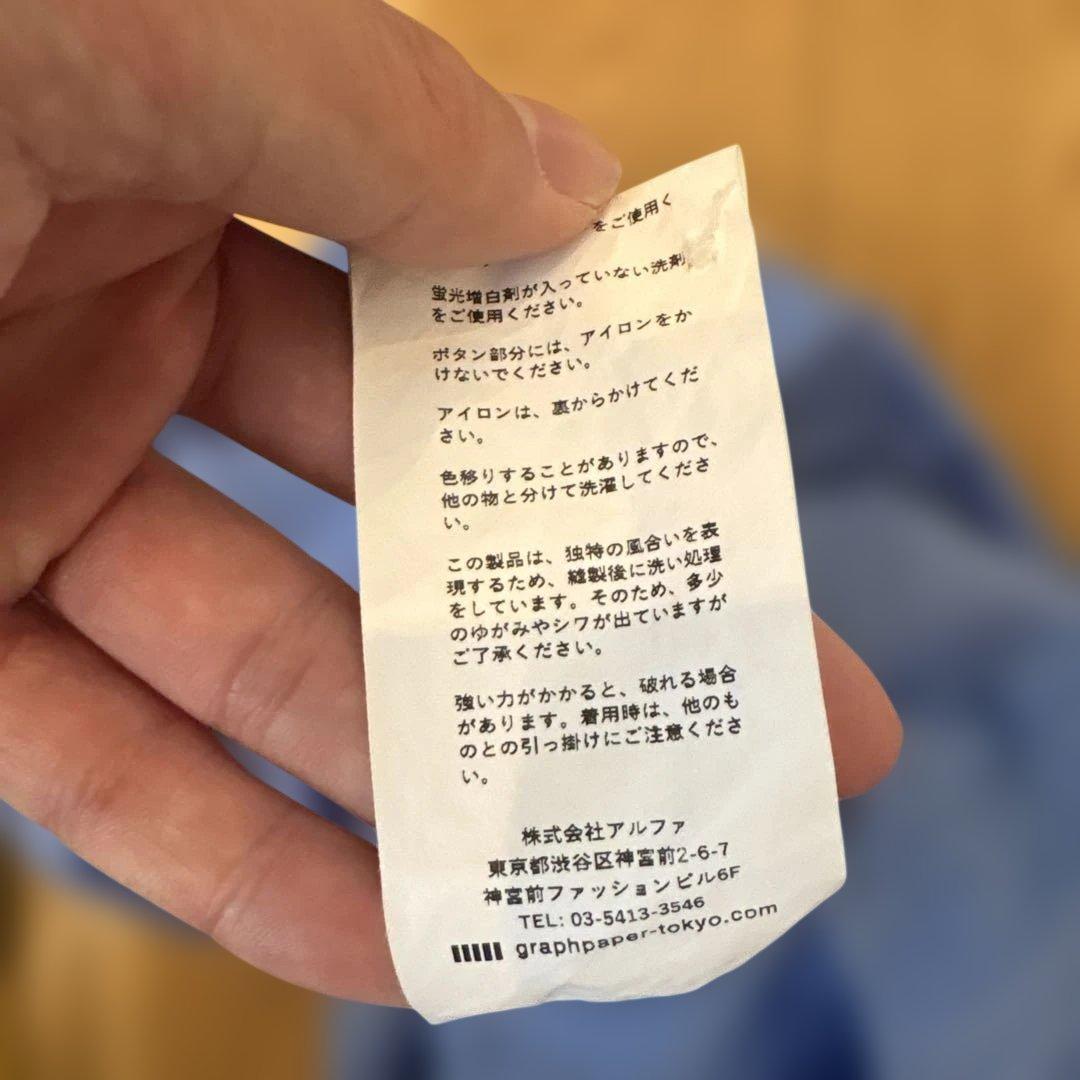 をご使用く
蛍光増白剤が入っていない洗剤
をご使用ください。
ボタン部分には、アイロンをか
けないでください。
アイロンは、裏からかけてくだ
さい。
色移りすることがありますので、
他の物と分けて洗濯してくださ
い。
この製品は、独特の風合いを表
現するため、縫製後に洗い処理
をしています。そのため、多少
のゆがみやシワが出ていますが
ご了承ください。
強い力がかかると、破れる場合
があります。着用時は、他のも
のとの引っ掛けにご注意くださ
い。
株式会社アルファ
東京都渋谷区神宮前2-6-7
神宮前ファッションビル6F
TEL: 03-5413-3546
graphpaper-tokyo.com